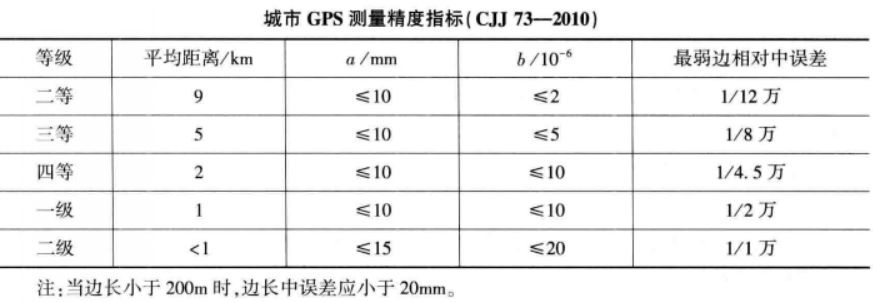 城市 GPS 测量精度指标(CJJ 73—2010)
等级 平均距离/km a/mm b/10⁻⁶ 最弱边相对中误差
二等 9 ≤10 ≤2 1/12 万
三等 5 ≤10 ≤5 1/8 万
四等 2 ≤10 ≤10 1/4.5 万
一级 1 ≤10 ≤10 1/2 万
二级 <1 ≤15 ≤20 1/1 万
注:当边长小于 200m 时,边长中误差应小于 20mm。